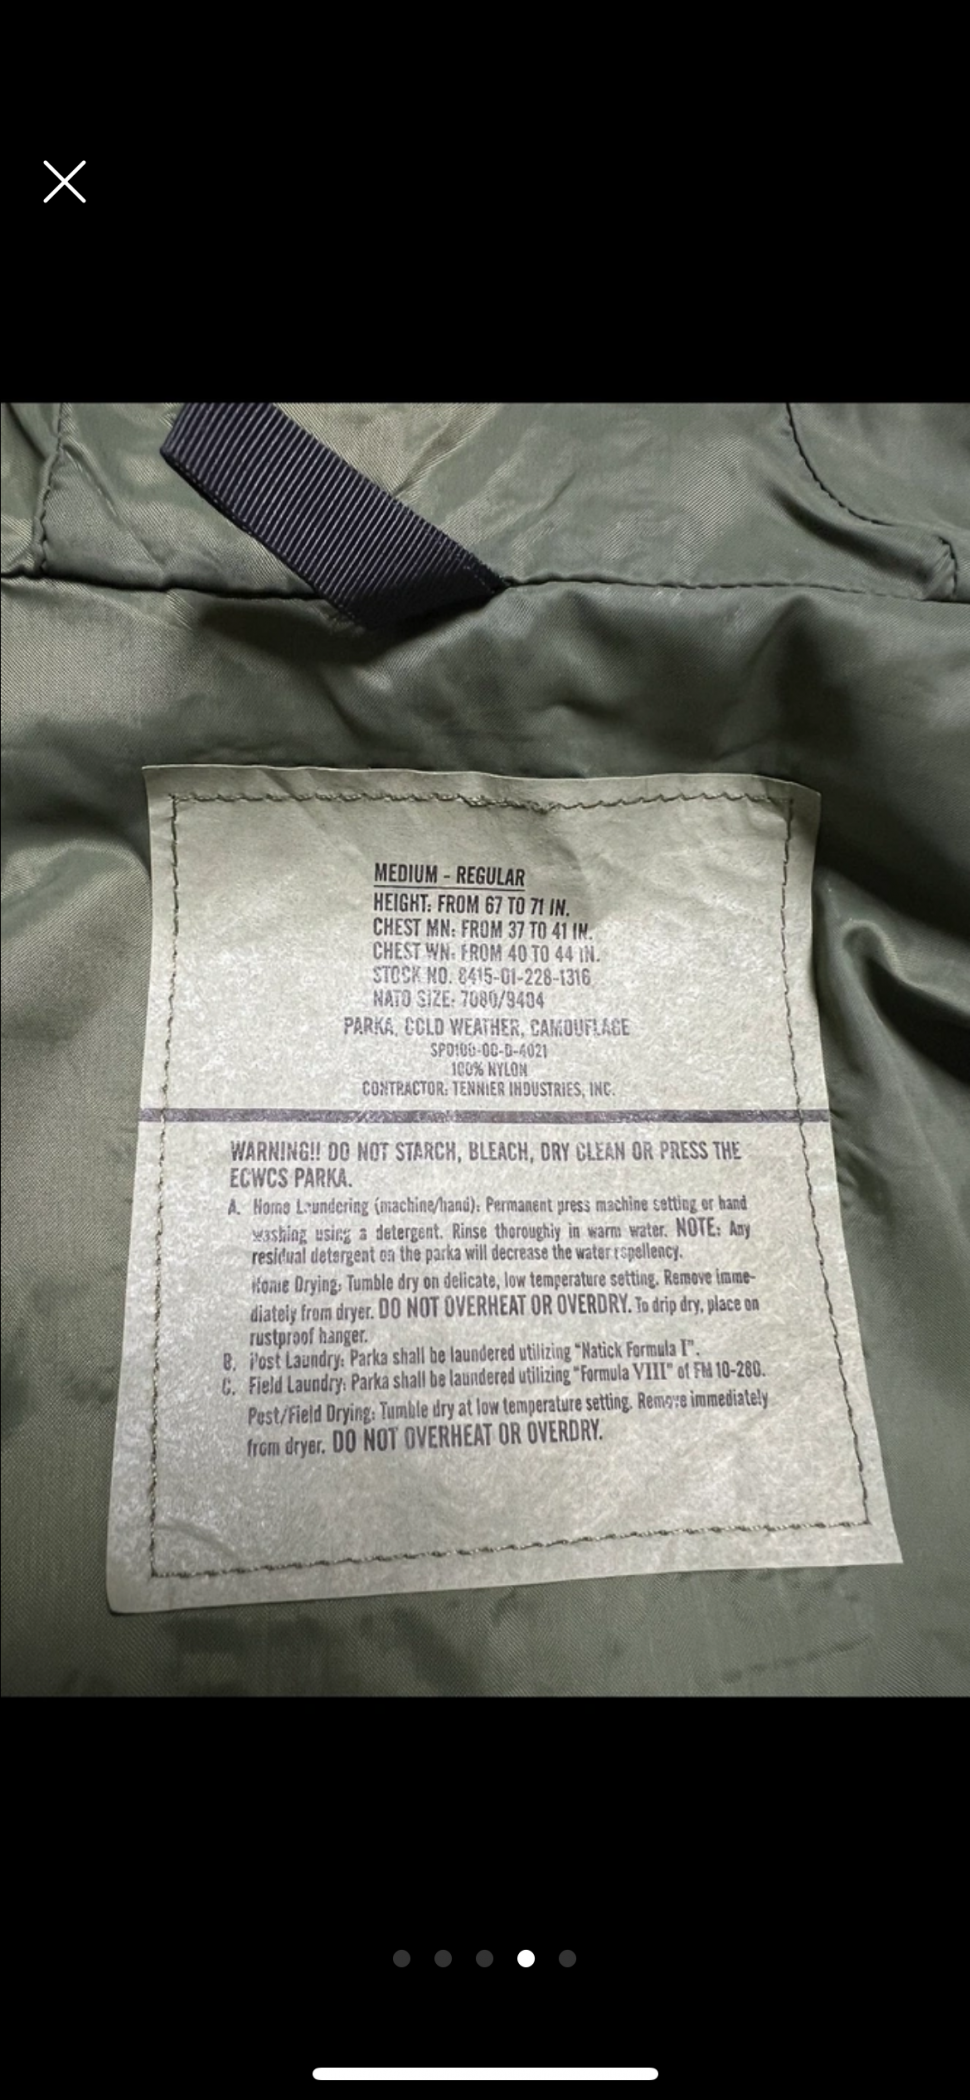 MEDIUM - REGULAR
HEIGHT: FROM 67 TO 71 IN.
CHEST MN: FROM 37 TO 41 IN.
CHEST WN: FROM 40 TO 44 IN.
STOCK NO. 8415-01-228-1316
NATO SIZE: 7080/9404
PARKA, COLD WEATHER, CAMOUFLAGE
SPO100-00-D-4021
100% NYLON
CONTRACTOR: TENNIER INDUSTRIES, INC.
WARNING!! DO NOT STARCH, BLEACH, DRY CLEAN OR PRESS THE
ECWCS PARKA.
A. Home Laundering (machine/hand): Permanent press machine setting or hand
washing using a detergent. Rinse thoroughly in warm water. NOTE: Any
residual detergent on the parka will decrease the water repellency.
Home Drying: Tumble dry on delicate, low temperature setting. Remove imme-
diately from dryer. DO NOT OVERHEAT OR OVERDRY. To drip dry, place on
rustproof hanger.
B. Post Laundry: Parka shall be laundered utilizing "Natick Formula I".
C. Field Laundry: Parka shall be laundered utilizing "Formula VIII" of FM 10-280.
Post/Field Drying: Tumble dry at low temperature setting. Remove immediately
from dryer. DO NOT OVERHEAT OR OVERDRY.